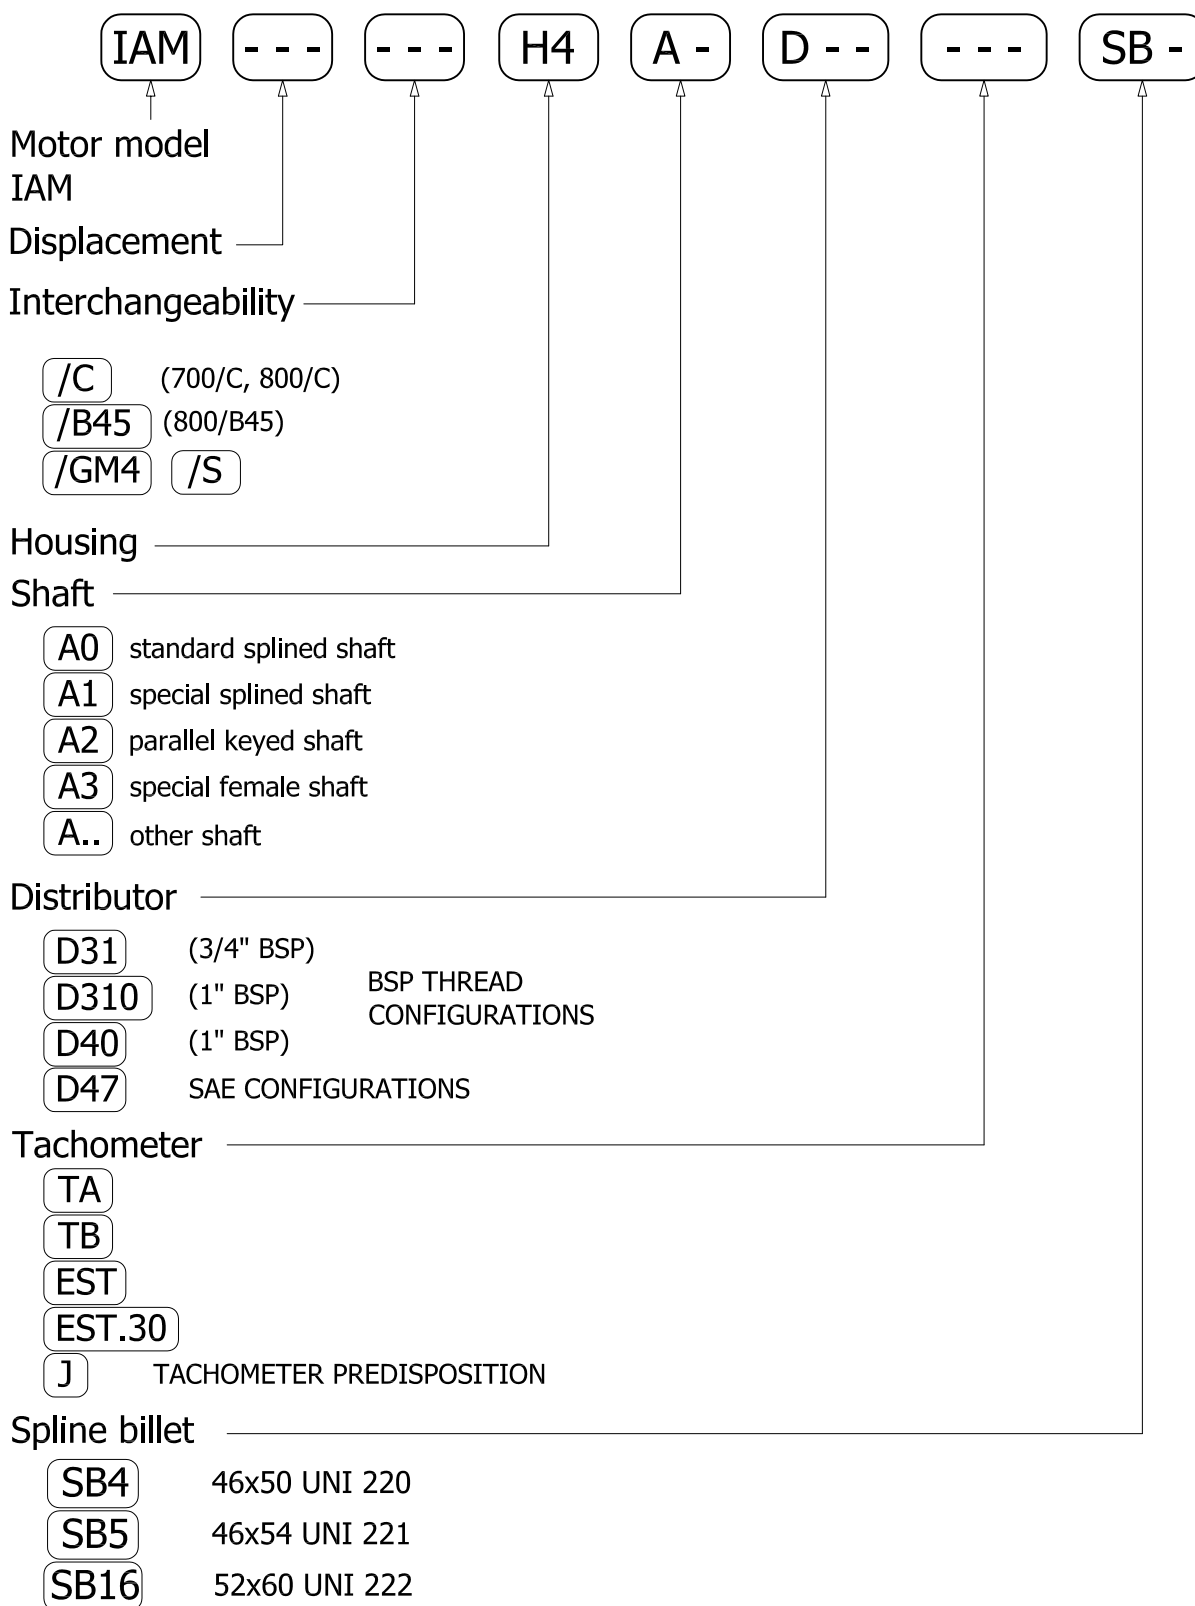 IAM - - - - - - H4 A - D - - - - - SB -
Motor model
IAM
Displacement
Interchangeability
/C (700/C, 800/C)
/B45 (800/B45)
/GM4 /S
Housing
Shaft
A0 standard splined shaft
A1 special splined shaft
A2 parallel keyed shaft
A3 special female shaft
A.. other shaft
Distributor
D31 (3/4" BSP)
BSP THREAD
D310 (1" BSP)
CONFIGURATIONS
D40 (1" BSP)
D47 SAE CONFIGURATIONS
Tachometer
TA
TB
EST
EST.30
J TACHOMETER PREDISPOSITION
Spline billet
SB4 46x50 UNI 220
SB5 46x54 UNI 221
SB16 52x60 UNI 222